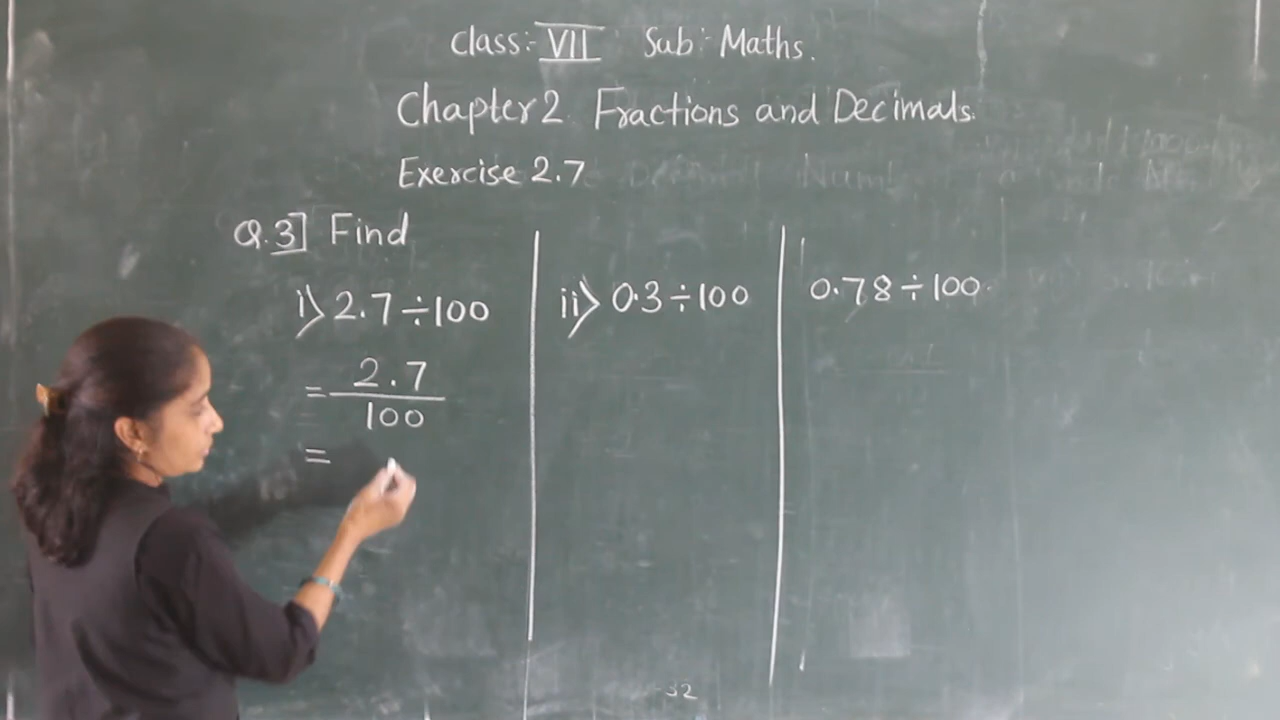 Class:- VII Sub:- Maths.
Chapter 2. Fractions and Decimals.
Exercise 2.7
Q.3] Find
i) 2.7 ÷ 100
= 2.7
100
=
ii) 0.3 ÷ 100
0.78 ÷ 100.